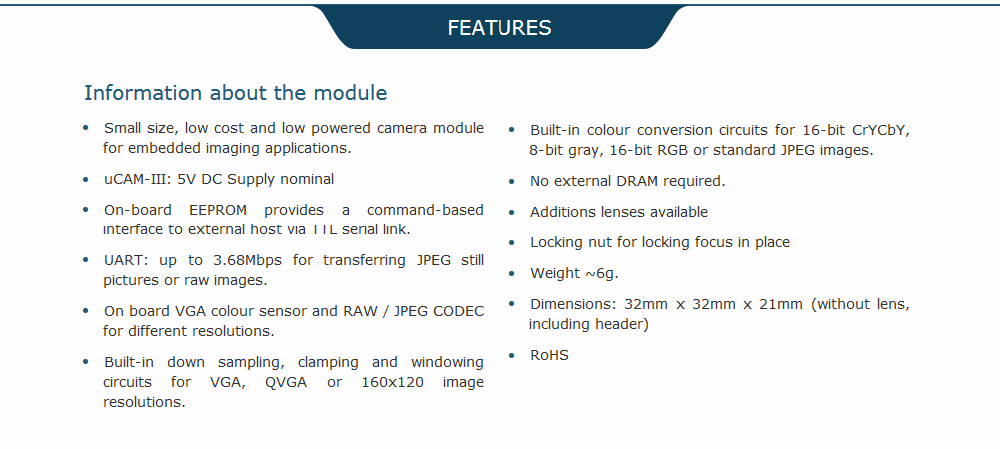 FEATURES
Information about the module
• Small size, low cost and low powered camera module
for embedded imaging applications.
• uCAM-III: 5V DC Supply nominal
• On-board EEPROM provides a command-based
interface to external host via TTL serial link.
• UART: up to 3.68Mbps for transferring JPEG still
pictures or raw images.
• On board VGA colour sensor and RAW / JPEG CODEC
for different resolutions.
• Built-in down sampling, clamping and windowing
circuits for VGA, QVGA or 160x120 image
resolutions.
• Built-in colour conversion circuits for 16-bit CrYCbY,
8-bit gray, 16-bit RGB or standard JPEG images.
• No external DRAM required.
• Additions lenses available
• Locking nut for locking focus in place
• Weight ~6g.
• Dimensions: 32mm x 32mm x 21mm (without lens,
including header)
• RoHS